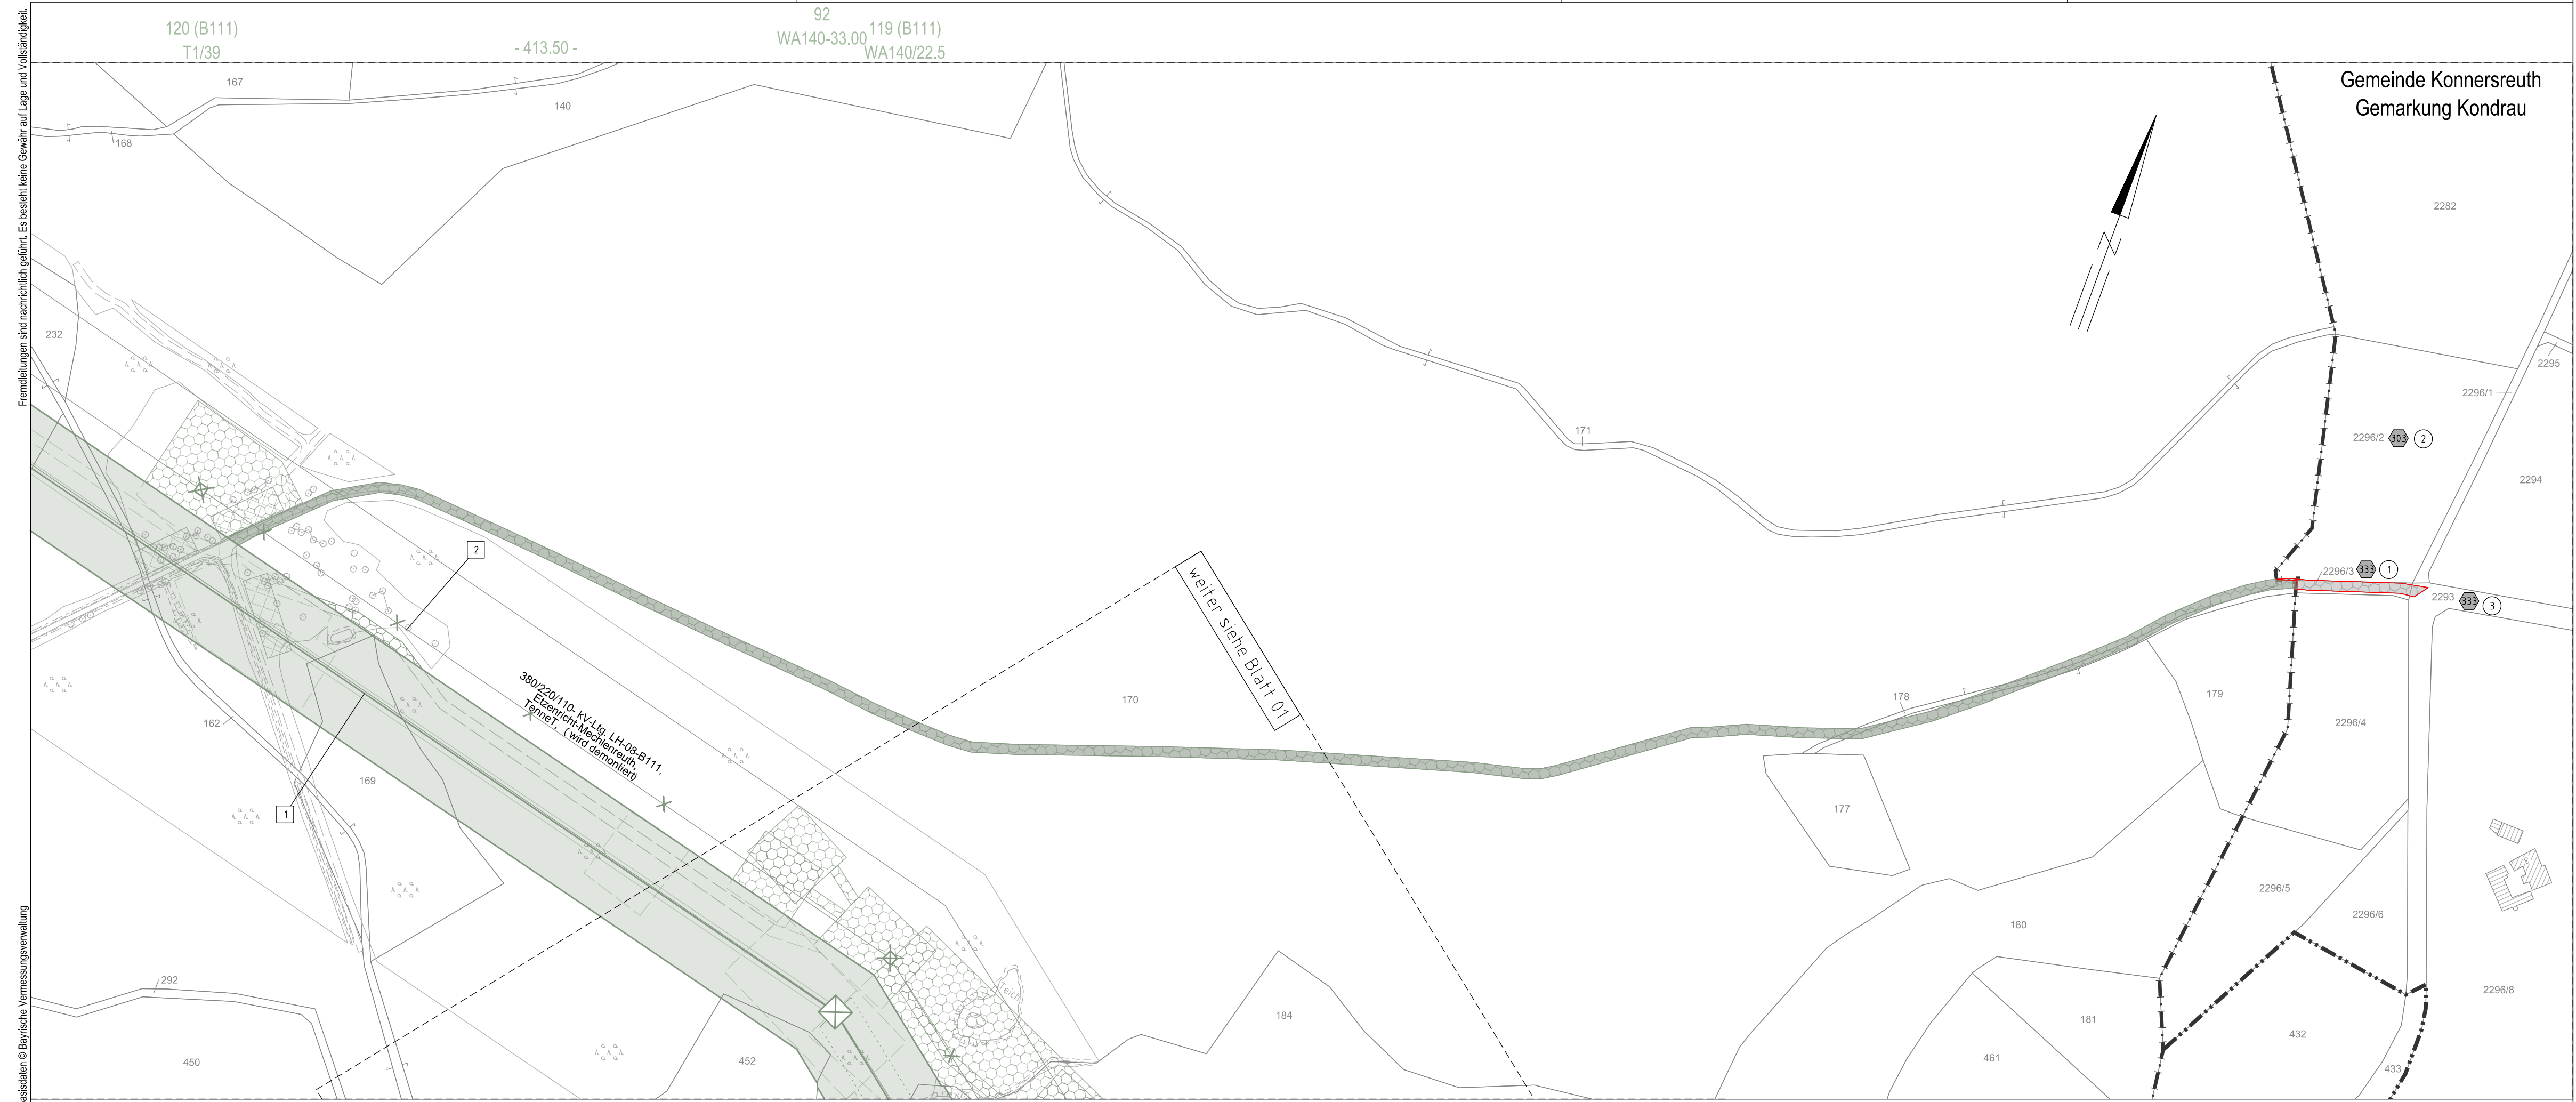 Fremdleitungen sind nachrichtlich geführt. Es besteht keine Gewähr auf Lage und Vollständigkeit.
asisdaten © Bayrische Vermessungsverwaltung
120 (B111)
T1/39
- 413.50 -
92
WA140-33.00
119 (B111)
WA140/22.5
Gemeinde Konnersreuth
Gemarkung Kondrau
167
140
168
2282
232
2295
2296/1
171
2296/2 303 2
2294
2
2296/3 333 1
2293 333 3
weiter siehe Blatt 01
380/220/110- kV-Ltg. LH-08-B111,
Etzenricht-Mechlenreuth,
TenneT, ( wird demontiert)
170
178
179
162
2296/4
169
1
177
2296/5
2296/6
180
292
Teich
2296/8
184
181
432
450
452
461
433